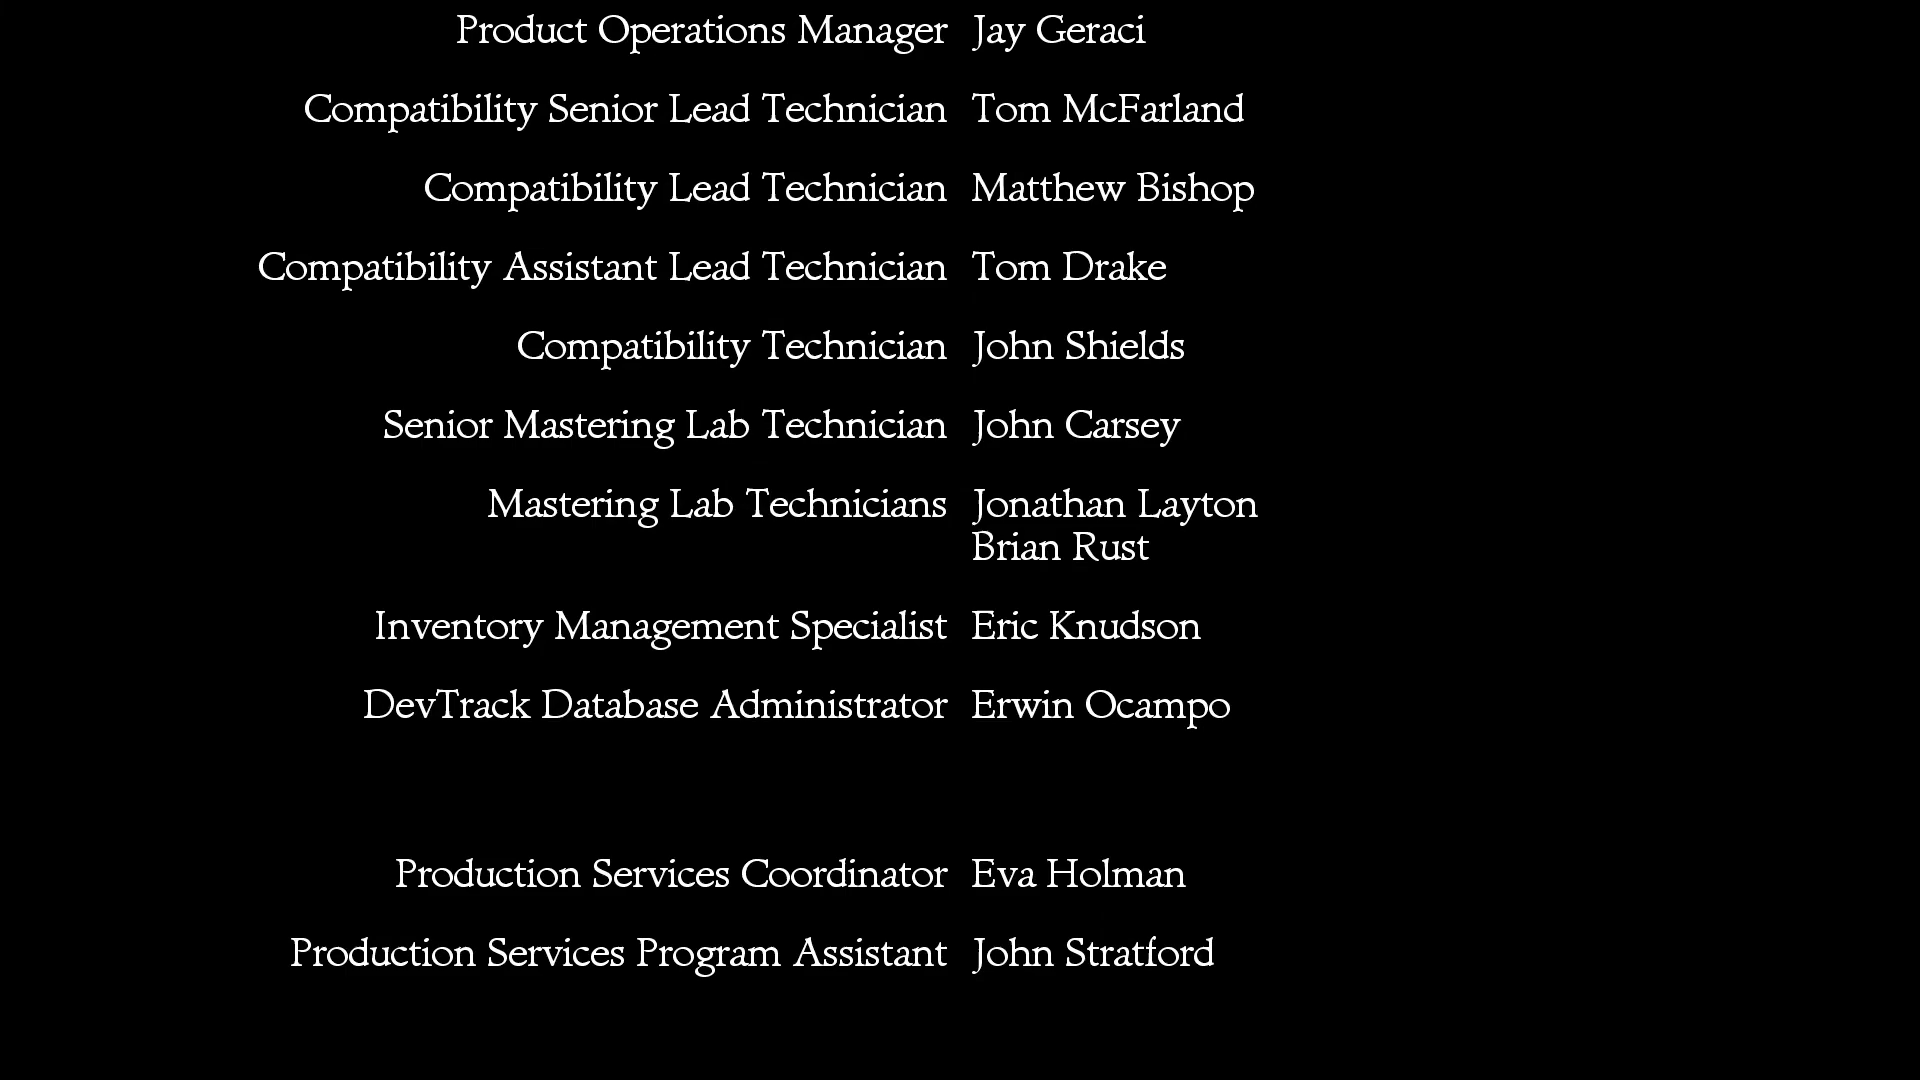 Product Operations Manager Jay Geraci
Compatibility Senior Lead Technician Tom McFarland
Compatibility Lead Technician Matthew Bishop
Compatibility Assistant Lead Technician Tom Drake
Compatibility Technician John Shields
Senior Mastering Lab Technician John Carsey
Mastering Lab Technicians Jonathan Layton
Brian Rust
Inventory Management Specialist Eric Knudson
DevTrack Database Administrator Erwin Ocampo
Production Services Coordinator Eva Holman
Production Services Program Assistant John Stratford